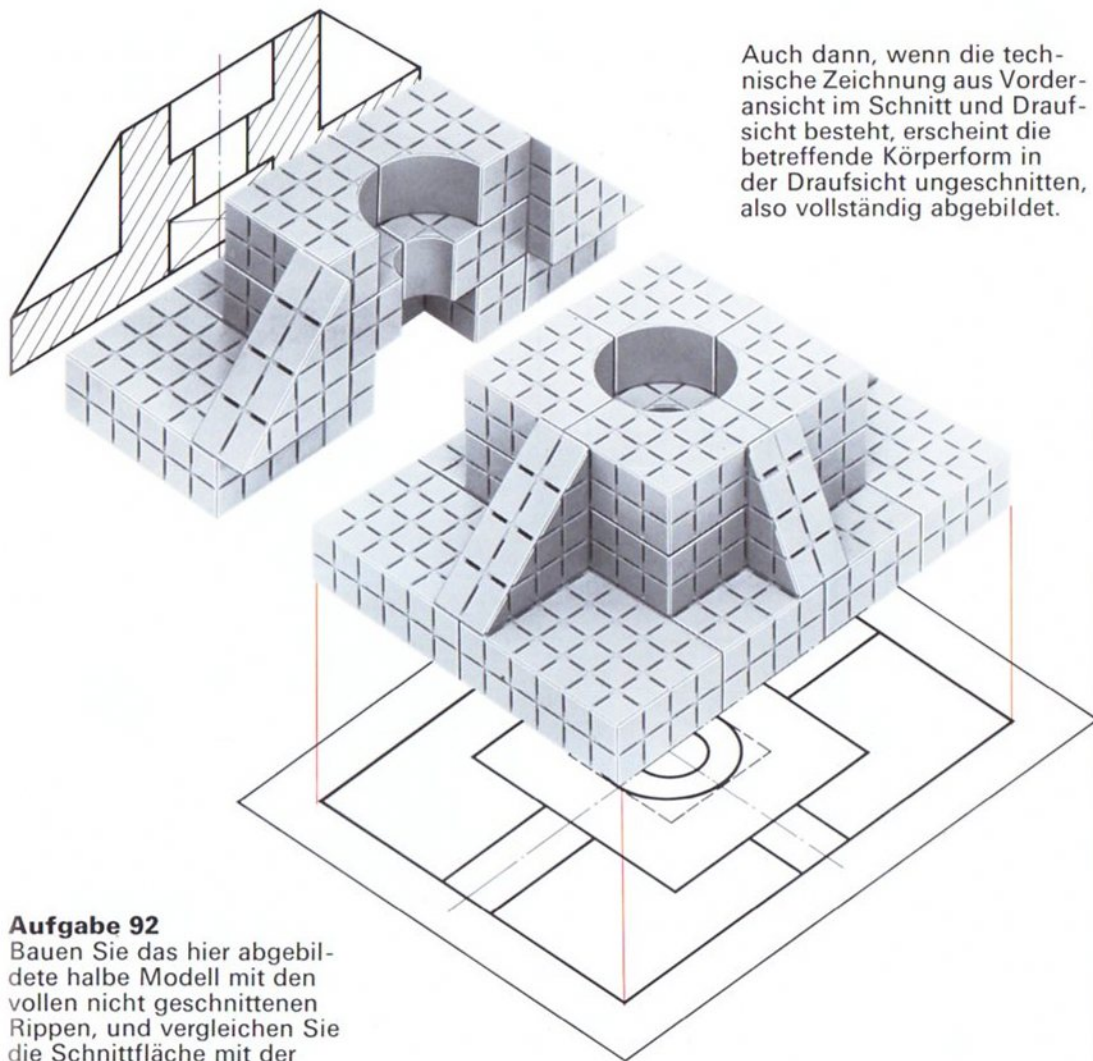 Auch dann, wenn die tech-
nische Zeichnung aus Vorder-
ansicht im Schnitt und Drauf-
sicht besteht, erscheint die
betreffende Körperform in
der Draufsicht ungeschnitten,
also vollständig abgebildet.
Aufgabe 92
Bauen Sie das hier abgebil-
dete halbe Modell mit den
vollen nicht geschnittenen
Rippen, und vergleichen Sie
die Schnittfläche mit der